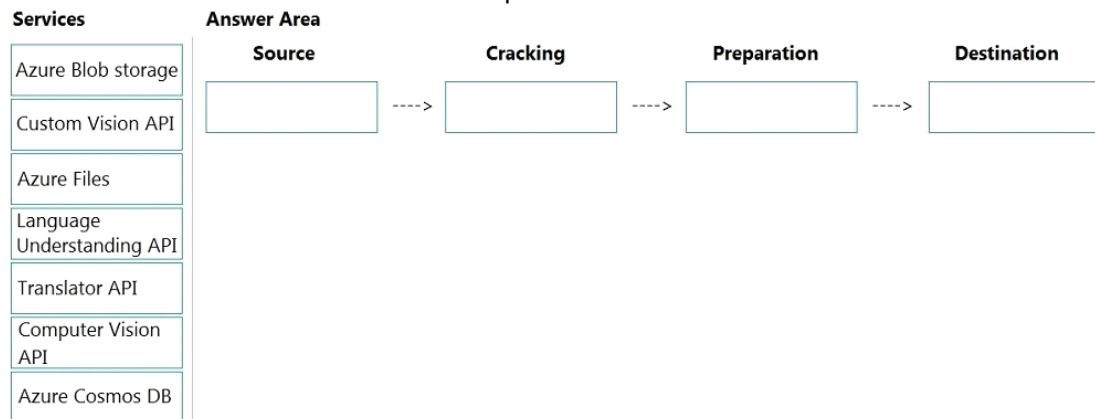 Services
Answer Area
Source
Cracking
Preparation
Destination
Azure Blob storage
---->
---->
---->
Custom Vision API
Azure Files
Language
Understanding API
Translator API
Computer Vision
API
Azure Cosmos DB